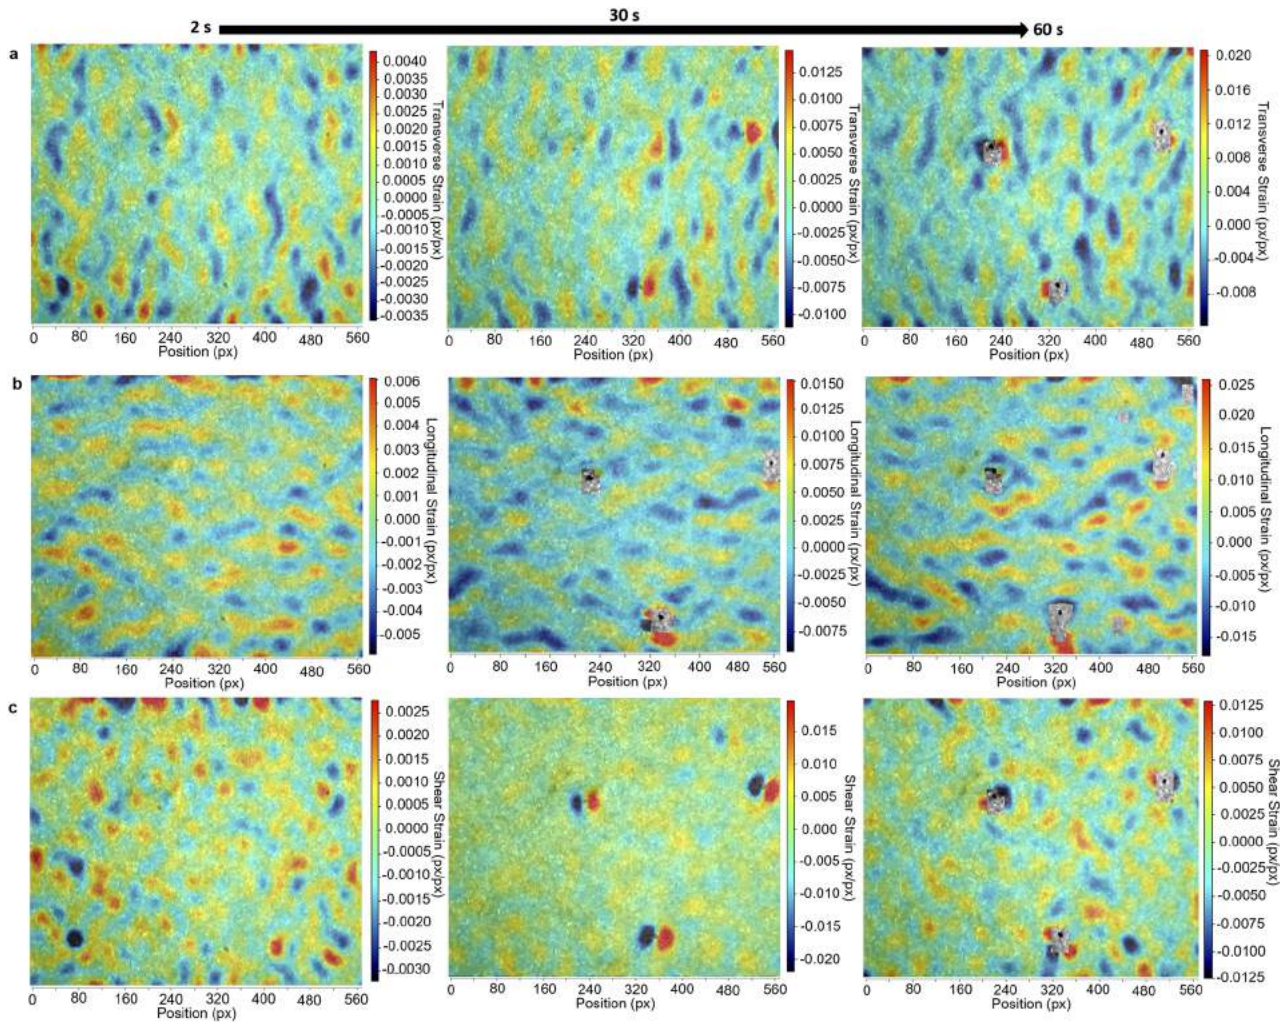 2 s
30 s
60 s
a
0.0040
0.0035
0.0030
0.0025
0.0020
0.0015
0.0010
0.0005
0.0000
-0.0005
-0.0010
-0.0015
-0.0020
-0.0025
-0.0030
-0.0035
Transverse Strain (px/px)
0 80 160 240 320 400 480 560
Position (px)
0.0125
0.0100
0.0075
0.0050
0.0025
0.0000
-0.0025
-0.0050
-0.0075
-0.0100
Transverse Strain (px/px)
0 80 160 240 320 400 480 560
Position (px)
0.020
0.016
0.012
0.008
0.004
0.000
-0.004
-0.008
Transverse Strain (px/px)
0 80 160 240 320 400 480 560
Position (px)
b
0.006
0.004
0.003
0.002
0.001
0.000
-0.001
-0.002
-0.003
-0.004
-0.005
Longitudinal Strain (px/px)
0 80 160 240 320 400 480 560
Position (px)
0.0150
0.0125
0.0100
0.0075
0.0050
0.0025
0.0000
-0.0025
-0.0050
-0.0075
Longitudinal Strain (px/px)
0 80 160 240 320 400 480 560
Position (px)
0.025
0.020
0.015
0.010
0.005
0.000
-0.005
-0.010
-0.015
Longitudinal Strain (px/px)
0 80 160 240 320 400 480 560
Position (px)
c
0.0025
0.0020
0.0015
0.0010
0.0005
0.0000
-0.0005
-0.0010
-0.0015
-0.0020
-0.0025
-0.0030
Shear Strain (px/px)
0 80 160 240 320 400 480 560
Position (px)
0.015
0.010
0.005
0.000
-0.005
-0.010
-0.015
-0.020
Shear Strain (px/px)
0 80 160 240 320 400 480 560
Position (px)
0.0125
0.0100
0.0075
0.0050
0.0025
0.0000
-0.0025
-0.0050
-0.0075
-0.0100
-0.0125
Shear Strain (px/px)
0 80 160 240 320 400 480 560
Position (px)